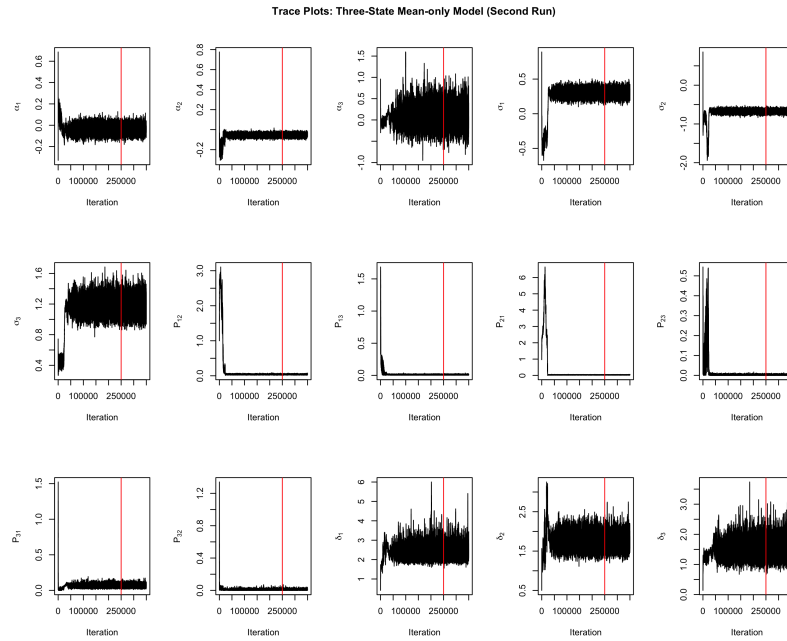 Trace Plots: Three-State Mean-only Model (Second Run)
α1
0.6
0.4
0.2
0.0
-0.2
0 100000 250000
Iteration
α2
0.8
0.6
0.4
0.2
-0.2
0 100000 250000
Iteration
α3
1.5
1.0
0.5
0.0
-0.5
-1.0
0 100000 250000
Iteration
σ1
0.5
0.0
-0.5
0 100000 250000
Iteration
σ2
0.0
-1.0
-2.0
0 100000 250000
Iteration
σ3
1.6
1.2
0.8
0.4
0 100000 250000
Iteration
P12
3.0
2.0
1.0
0.0
0 100000 250000
Iteration
P13
1.5
1.0
0.5
0.0
0 100000 250000
Iteration
P21
6
5
4
3
2
1
0
0 100000 250000
Iteration
P23
0.5
0.4
0.3
0.2
0.1
0.0
0 100000 250000
Iteration
P31
1.5
1.0
0.5
0.0
0 100000 250000
Iteration
P32
1.2
0.8
0.4
0.0
0 100000 250000
Iteration
δ1
6
5
4
3
2
1
0 100000 250000
Iteration
δ2
2.5
1.5
0.5
0 100000 250000
Iteration
δ3
3.0
2.0
1.0
0.0
0 100000 250000
Iteration